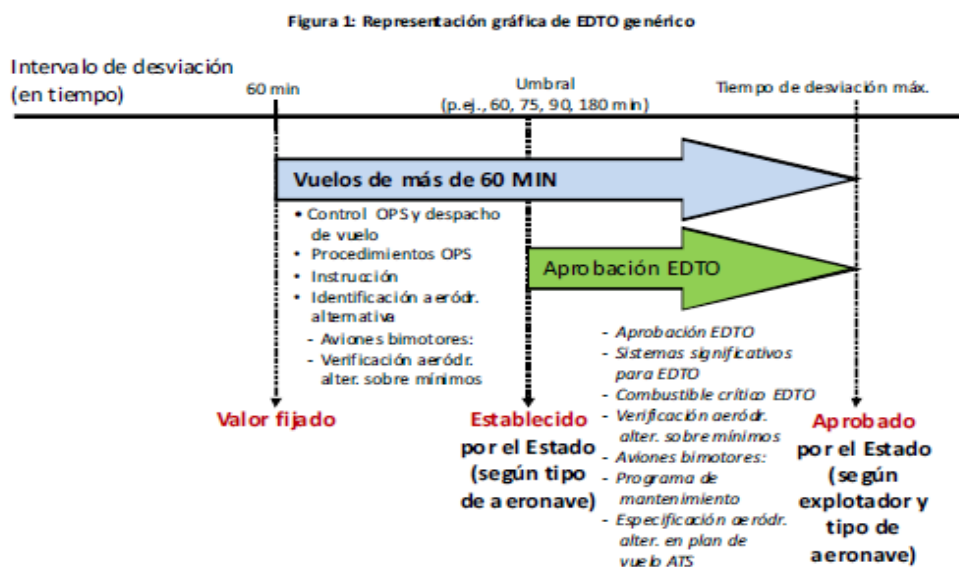 Figura 1: Representación gráfica de EDTO genérico
Intervalo de desviación
(en tiempo)
60 min
Umbral
(p.ej., 60, 75, 90, 180 min)
Tiempo de desviación máx.
Vuelos de más de 60 MIN
• Control OPS y despacho
de vuelo
• Procedimientos OPS
• Instrucción
• Identificación aeródr.
alternativa
- Aviones bimotores:
- Verificación aeródr.
alter. sobre mínimos
Aprobación EDTO
- Aprobación EDTO
- Sistemas significativos
para EDTO
- Combustible crítico EDTO
- Verificación aeródr.
alter. sobre mínimos
- Aviones bimotores:
- Programa de
mantenimiento
- Especificación aeródr.
alter. en plan de
vuelo ATS
Valor fijado
Establecido
por el Estado
(según tipo
de aeronave)
Aprobado
por el Estado
(según
explotador y
tipo de
aeronave)